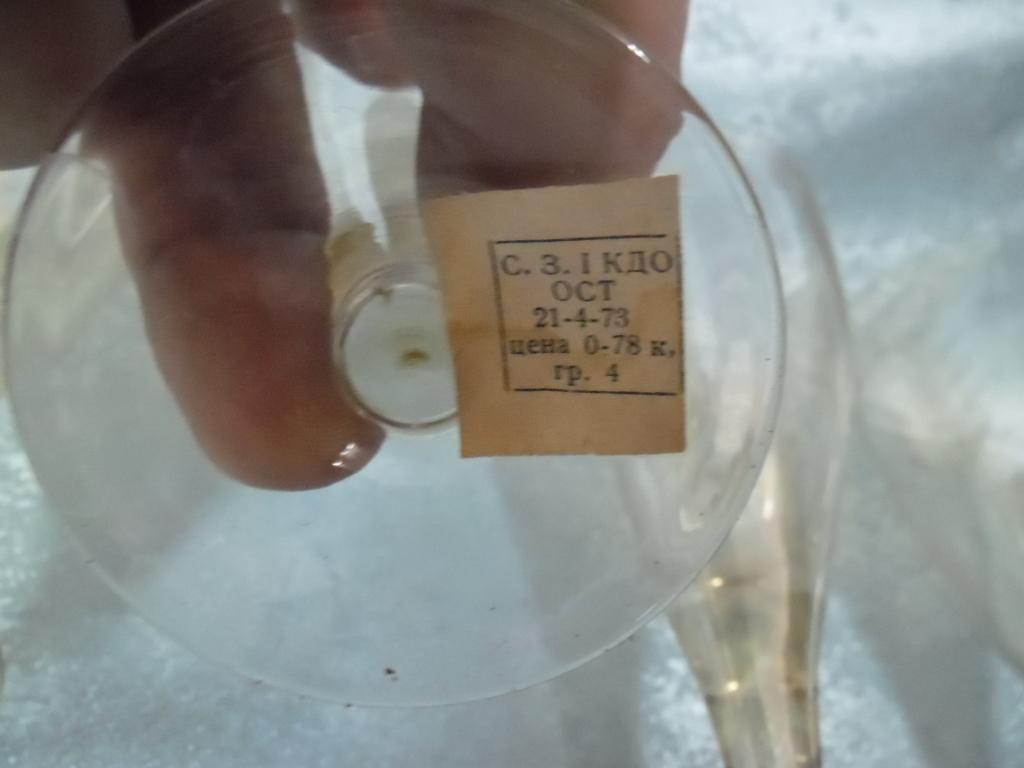 С. З. I КДО
ОСТ
21-4-73
цена 0-78 к,
гр. 4